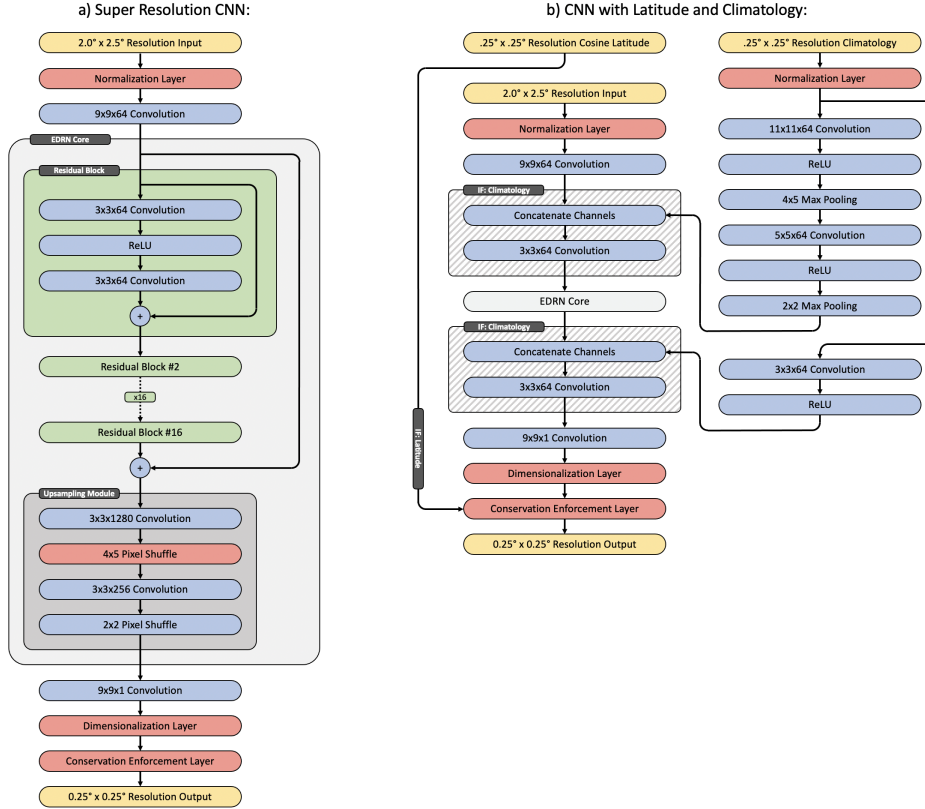 a) Super Resolution CNN:
2.0° x 2.5° Resolution Input
Normalization Layer
9x9x64 Convolution
EDRN Core
Residual Block
3x3x64 Convolution
ReLU
3x3x64 Convolution
+
Residual Block #2
x16
Residual Block #16
+
Upsampling Module
3x3x1280 Convolution
4x5 Pixel Shuffle
3x3x256 Convolution
2x2 Pixel Shuffle
9x9x1 Convolution
Dimensionalization Layer
Conservation Enforcement Layer
0.25° x 0.25° Resolution Output
b) CNN with Latitude and Climatology:
.25° x .25° Resolution Cosine Latitude
2.0° x 2.5° Resolution Input
Normalization Layer
9x9x64 Convolution
IF: Climatology
Concatenate Channels
3x3x64 Convolution
EDRN Core
IF: Climatology
Concatenate Channels
3x3x64 Convolution
IF: Latitude
9x9x1 Convolution
Dimensionalization Layer
Conservation Enforcement Layer
0.25° x 0.25° Resolution Output
.25° x .25° Resolution Climatology
Normalization Layer
11x11x64 Convolution
ReLU
4x5 Max Pooling
5x5x64 Convolution
ReLU
2x2 Max Pooling
3x3x64 Convolution
ReLU